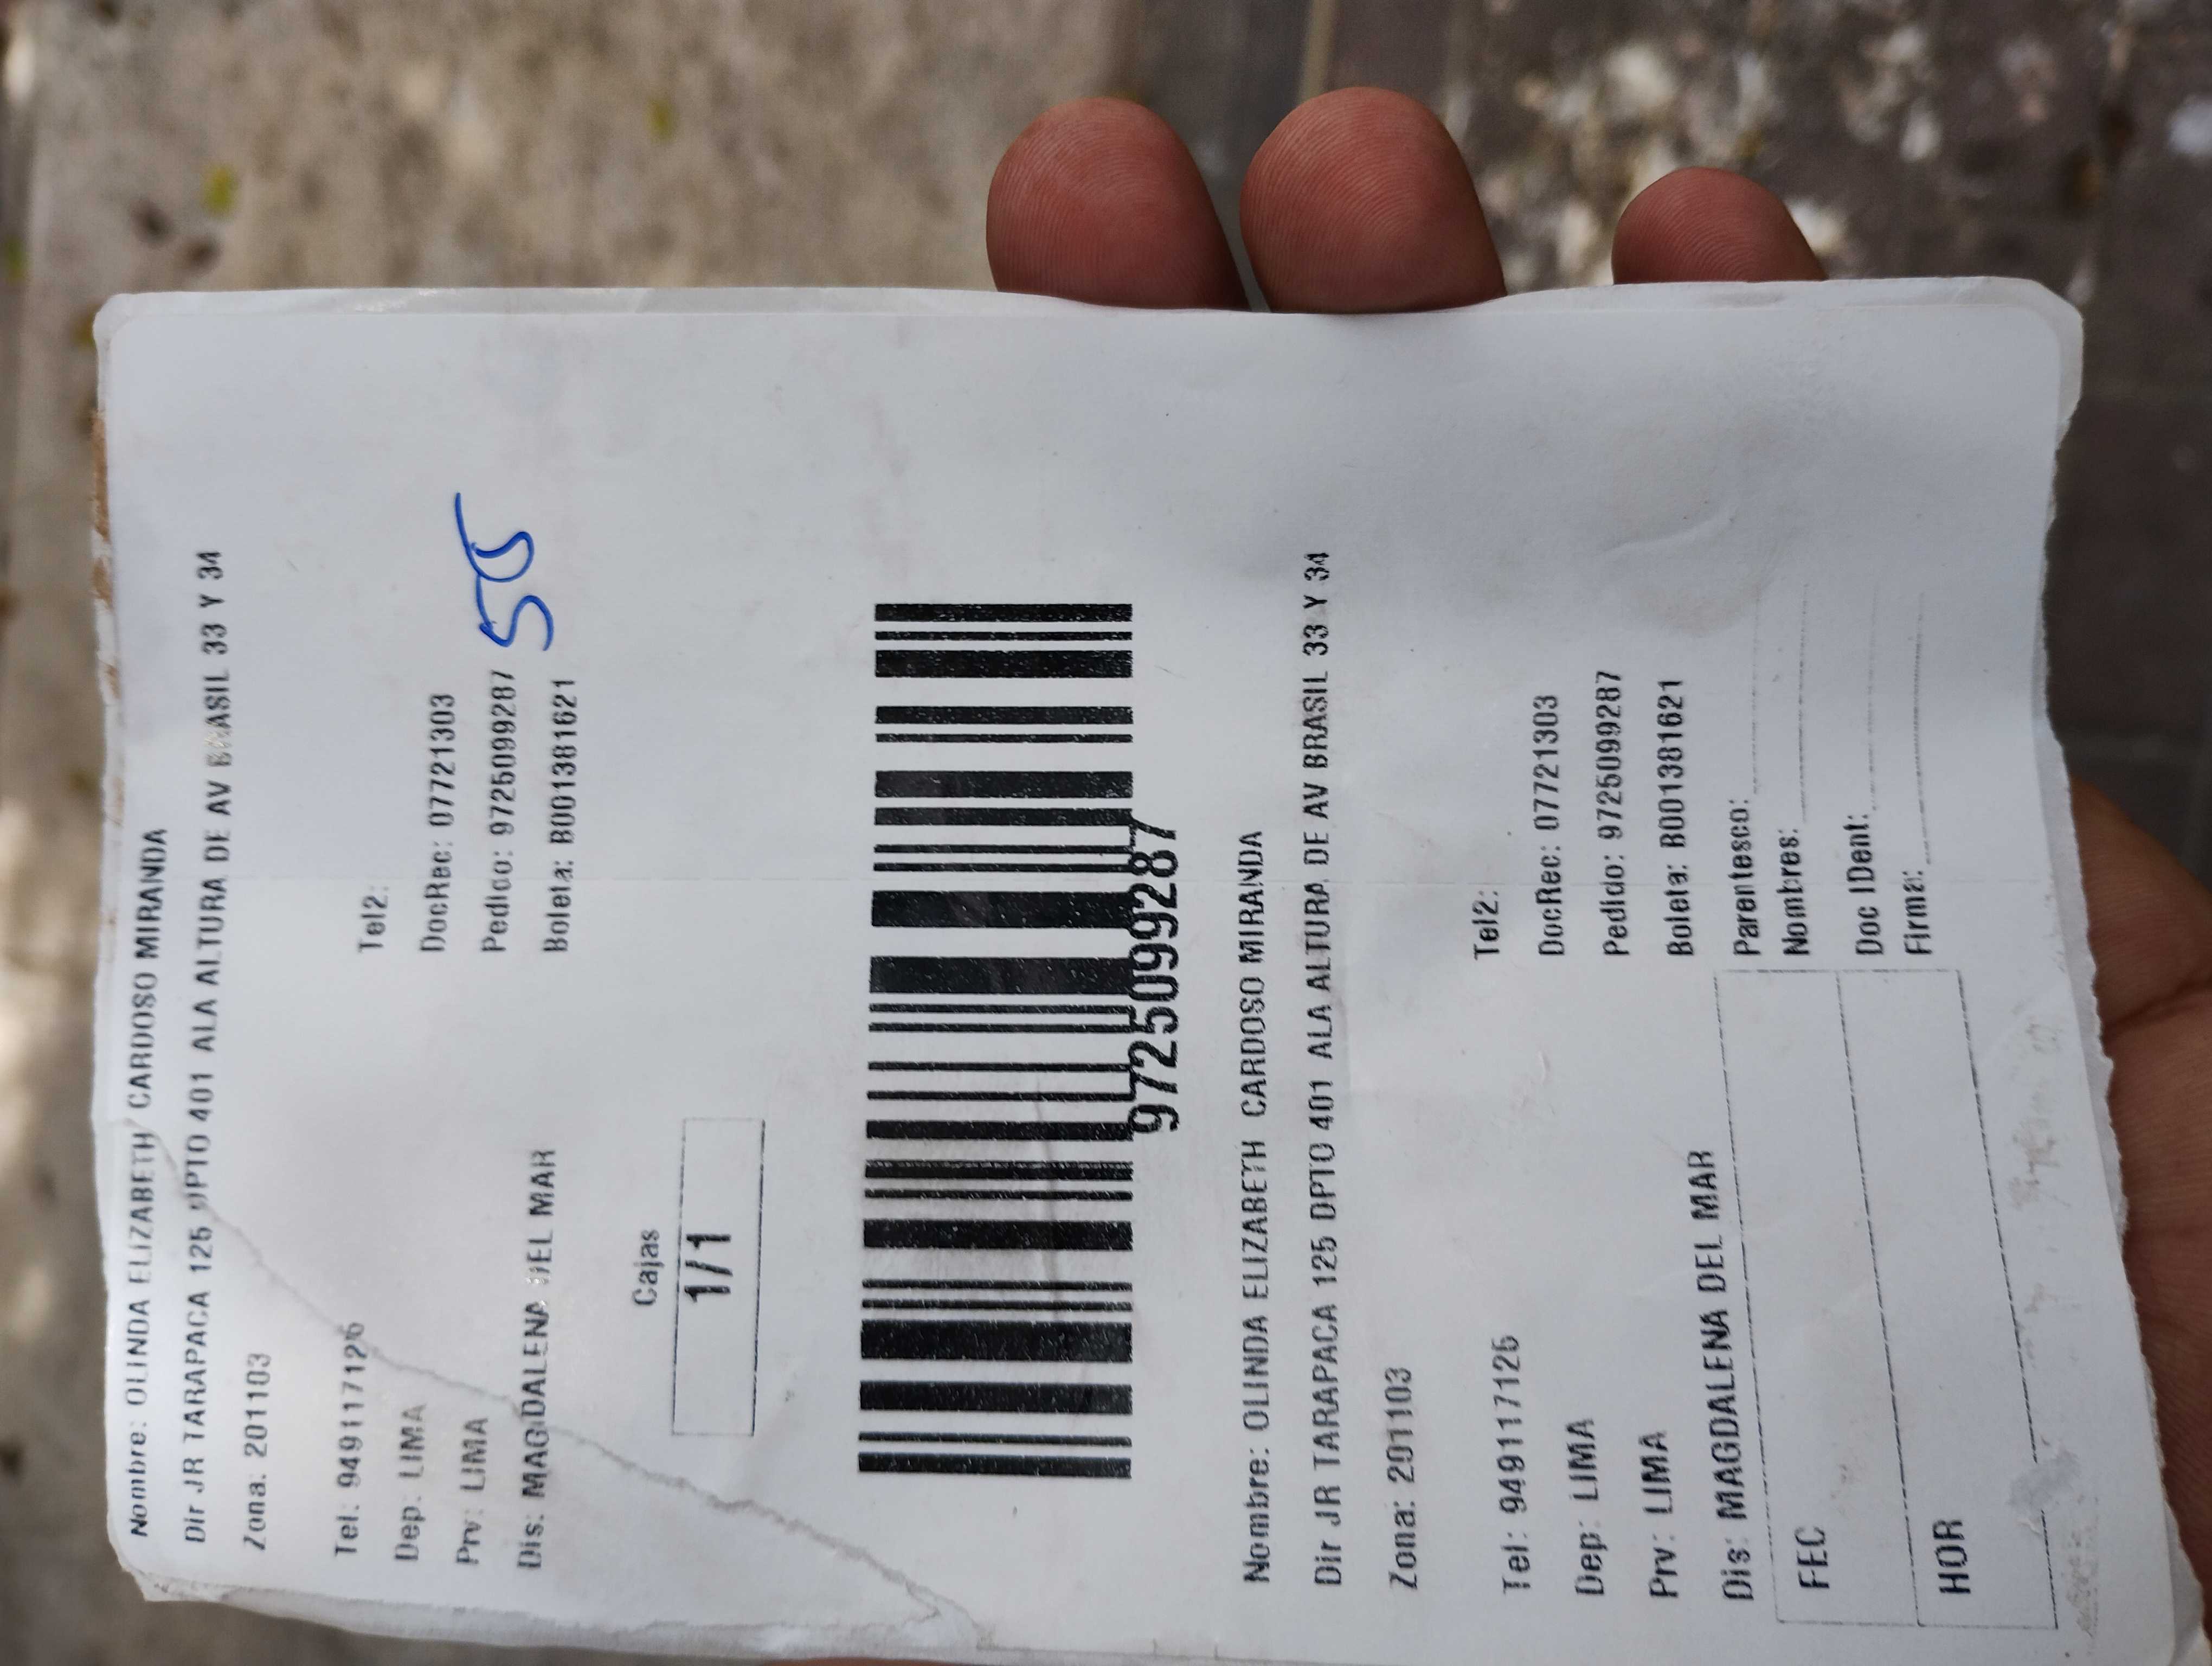 Nombre: OLINDA ELIZABETH CARDOSO MIRANDA
Dir JR TARAPACA 125 DPTO 401 ALA ALTURA DE AV BRASIL 33 Y 34
Zona: 201103
Tel: 949117126
Tel2:
Dep: LIMA
DocRec: 07721303
Prv: LIMA
Pedido: 9725099287
55
Dis: MAGDALENA DEL MAR
Boleta: B001381621
Cajas
1/1
9725099287
Nombre: OLINDA ELIZABETH CARDOSO MIRANDA
Dir JR TARAPACA 125 DPTO 401 ALA ALTURA DE AV BRASIL 33 Y 34
Zona: 201103
Tel: 949117126
Tel2:
Dep: LIMA
DocRec: 07721303
Prv: LIMA
Pedido: 9725099287
Dis: MAGDALENA DEL MAR
Boleta: B001381621
FEC
Parentesco:
Nombres:
HOR
Doc IDent:
Firma: